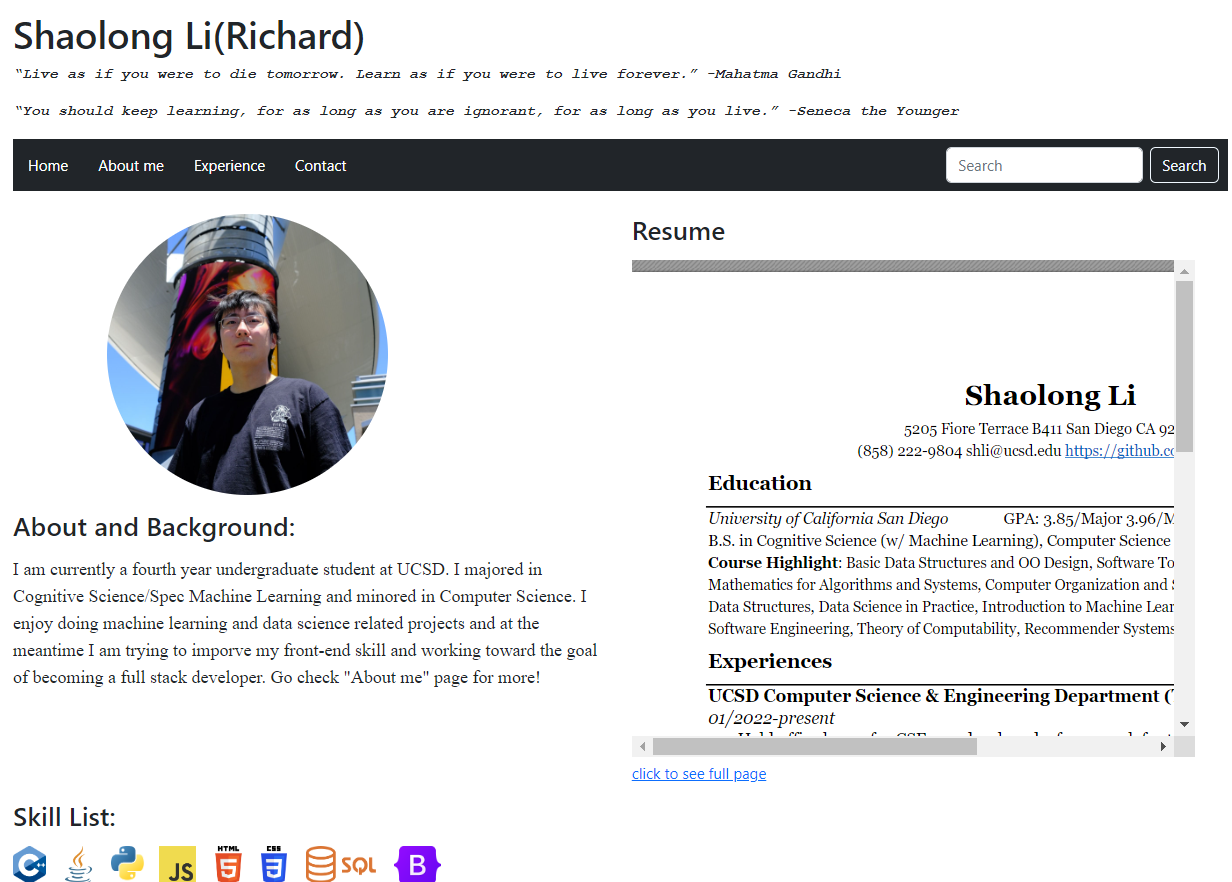 Shaolong Li(Richard)
“Live as if you were to die tomorrow. Learn as if you were to live forever.” -Mahatma Gandhi
“You should keep learning, for as long as you are ignorant, for as long as you live.” -Seneca the Younger
Home About me Experience Contact Search Search
Resume
Shaolong Li
5205 Fiore Terrace B411 San Diego CA 92
(858) 222-9804 shli@ucsd.edu https://github.co
Education
University of California San Diego GPA: 3.85/Major 3.96/M
B.S. in Cognitive Science (w/ Machine Learning), Computer Science
Course Highlight: Basic Data Structures and OO Design, Software To
Mathematics for Algorithms and Systems, Computer Organization and S
Data Structures, Data Science in Practice, Introduction to Machine Lear
Software Engineering, Theory of Computability, Recommender Systems
Experiences
UCSD Computer Science & Engineering Department (T
01/2022-present
click to see full page
About and Background:
I am currently a fourth year undergraduate student at UCSD. I majored in
Cognitive Science/Spec Machine Learning and minored in Computer Science. I
enjoy doing machine learning and data science related projects and at the
meantime I am trying to imporve my front-end skill and working toward the goal
of becoming a full stack developer. Go check "About me" page for more!
Skill List:
C++ Java JS HTML 5 CSS 3 SQL B